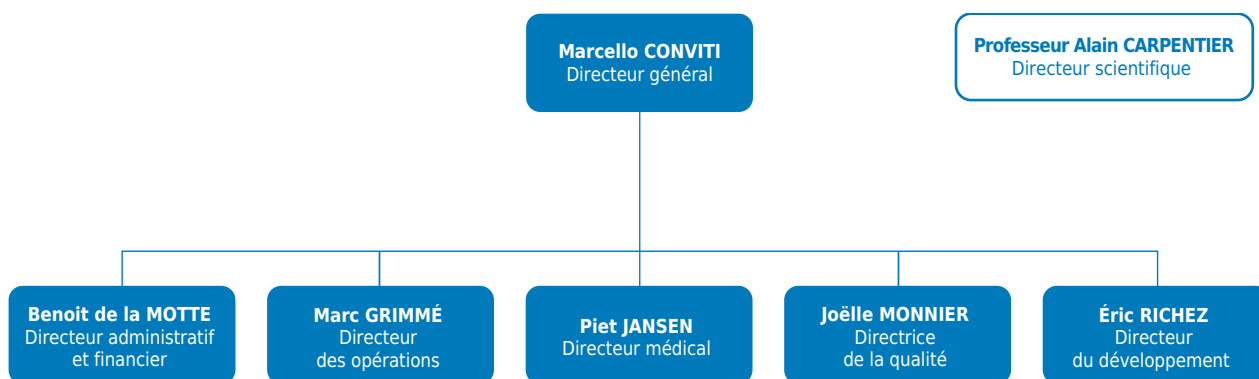 Marcello CONVITI
Directeur général
Professeur Alain CARPENTIER
Directeur scientifique
Benoit de la MOTTE
Directeur administratif
et financier
Marc GRIMMÉ
Directeur
des opérations
Piet JANSEN
Directeur médical
Joëlle MONNIER
Directrice
de la qualité
Éric RICHEZ
Directeur
du développement